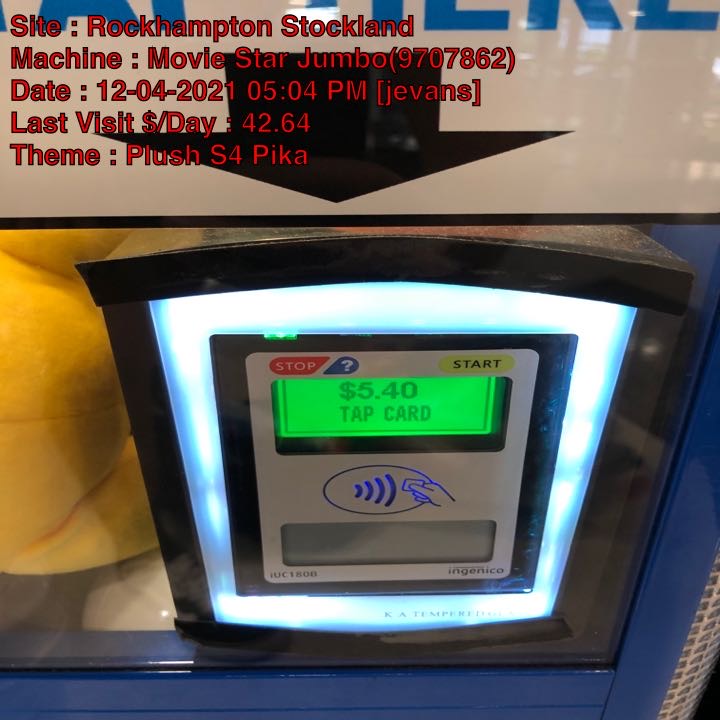 Site : Rockhampton Stockland
Machine : Movie Star Jumbo(9707862)
Date : 12-04-2021 05:04 PM [jevans]
Last Visit $/Day : 42.64
Theme : Plush S4 Pika
STOP ? START
$5.40
TAP CARD
iUC180B ingenico
K.A TEMPERED